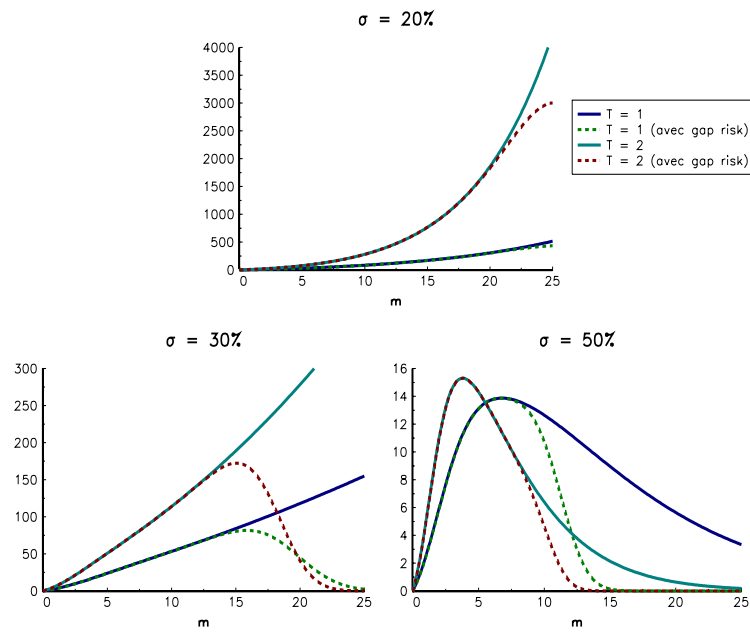 σ = 20%
4000
3500
3000
2500
2000
1500
1000
500
0
0 5 10 15 20 25
m
T = 1
T = 1 (avec gap risk)
T = 2
T = 2 (avec gap risk)
σ = 30%
300
250
200
150
100
50
0
0 5 10 15 20 25
m
σ = 50%
16
14
12
10
8
6
4
2
0
0 5 10 15 20 25
m